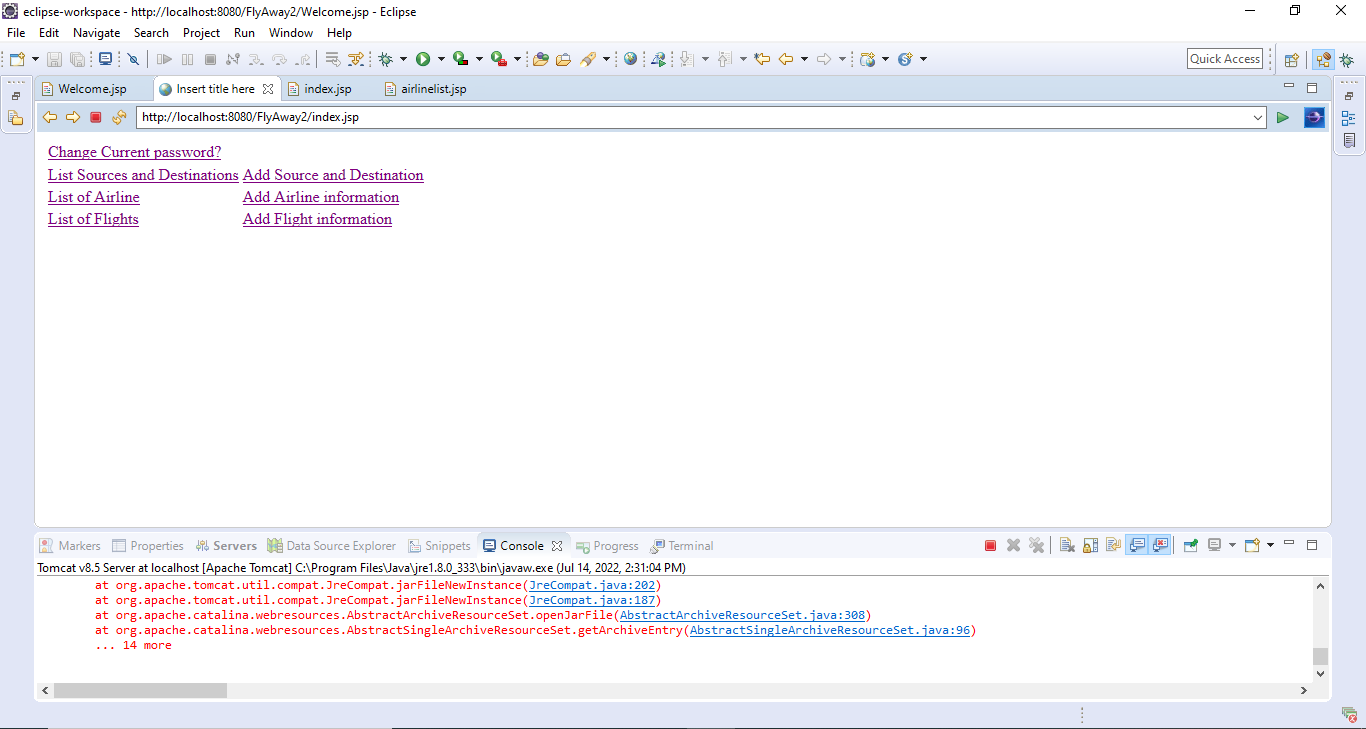 eclipse-workspace - http://localhost:8080/FlyAway2/Welcome.jsp - Eclipse
File Edit Navigate Search Project Run Window Help
Quick Access
Welcome.jsp Insert title here index.jsp airlinelist.jsp
http://localhost:8080/FlyAway2/index.jsp
Change Current password?
List Sources and Destinations Add Source and Destination
List of Airline Add Airline information
List of Flights Add Flight information
Markers Properties Servers Data Source Explorer Snippets Console Progress Terminal
Tomcat v8.5 Server at localhost [Apache Tomcat] C:\Program Files\Java\jre1.8.0_333\bin\javaw.exe (Jul 14, 2022, 2:31:04 PM)
at org.apache.tomcat.util.compat.JreCompat.jarFileNewInstance(JreCompat.java:202)
at org.apache.tomcat.util.compat.JreCompat.jarFileNewInstance(JreCompat.java:187)
at org.apache.catalina.webresources.AbstractArchiveResourceSet.openJarFile(AbstractArchiveResourceSet.java:308)
at org.apache.catalina.webresources.AbstractSingleArchiveResourceSet.getArchiveEntry(AbstractSingleArchiveResourceSet.java:96)
... 14 more